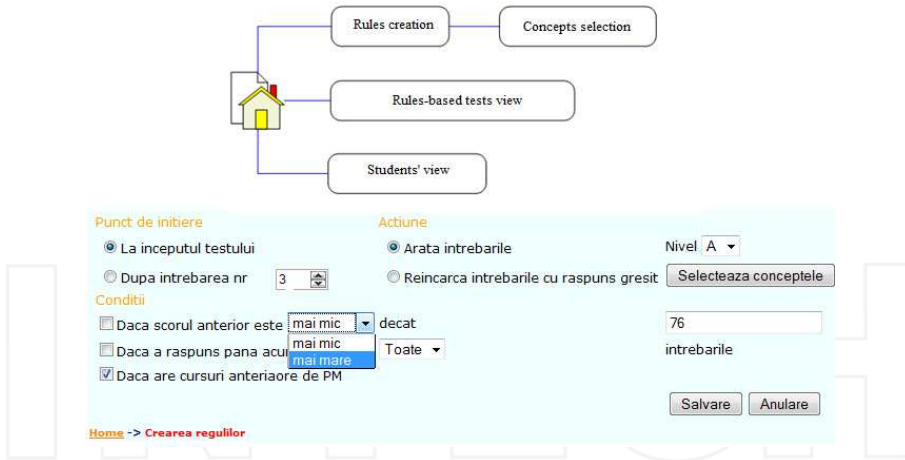 Rules creation
Concepts selection
Rules-based tests view
Students' view
Punct de initiere
Actiune
La inceputul testului
Arata intrebarile
Nivel A
Dupa intrebarea nr 3
Reincarca intrebarile cu raspuns gresit
Selecteaza conceptele
Conditii
Daca scorul anterior este mai mic decat 76
mai mic
mai mare
Daca a raspuns pana Toate intrebarile
Daca are cursuri anteriaore de PM
Salvare
Anulare
Home -> Crearea regulilor
INTECH